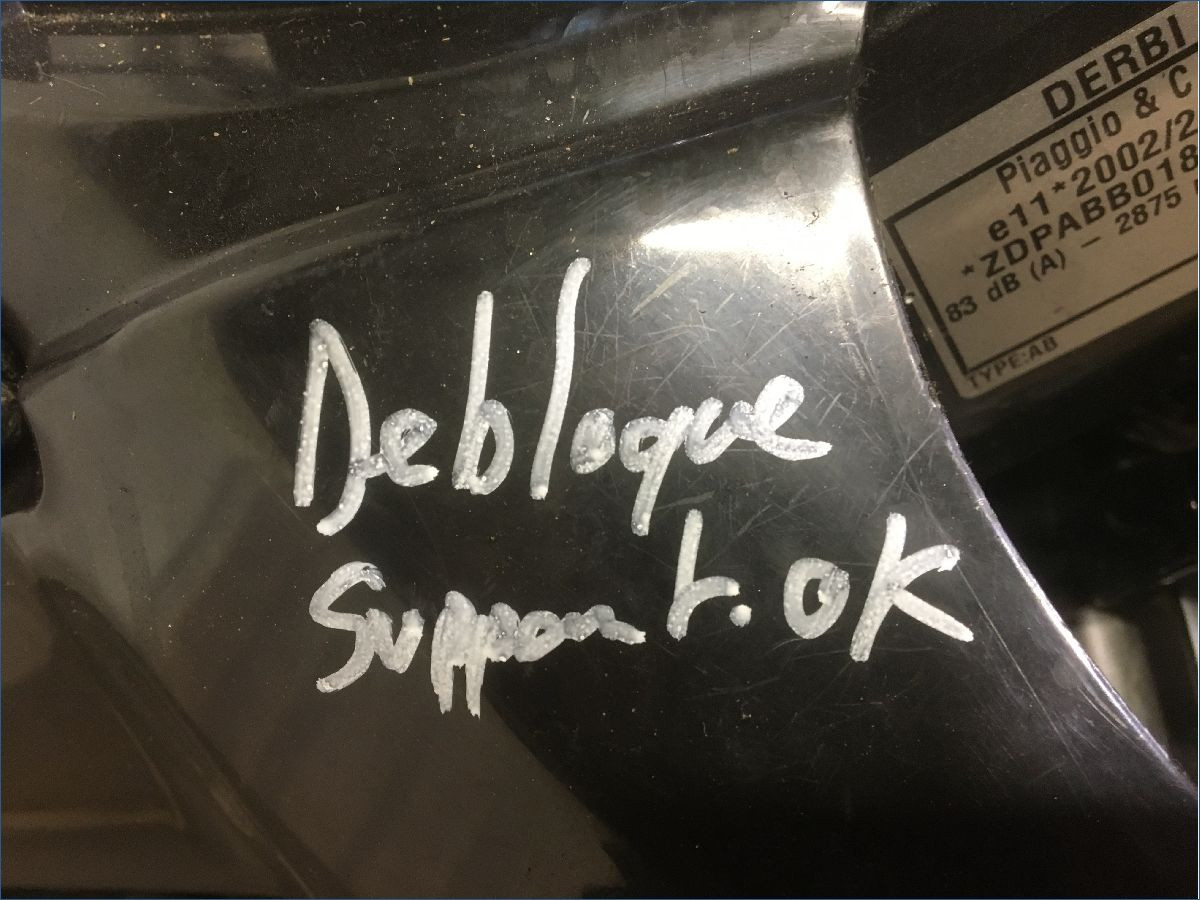 Debloque
Support. OK
DERBI
Piaggio & C
e11*2002/2
*ZDPABB018
83 dB (A) - 2875
TYPE:AB